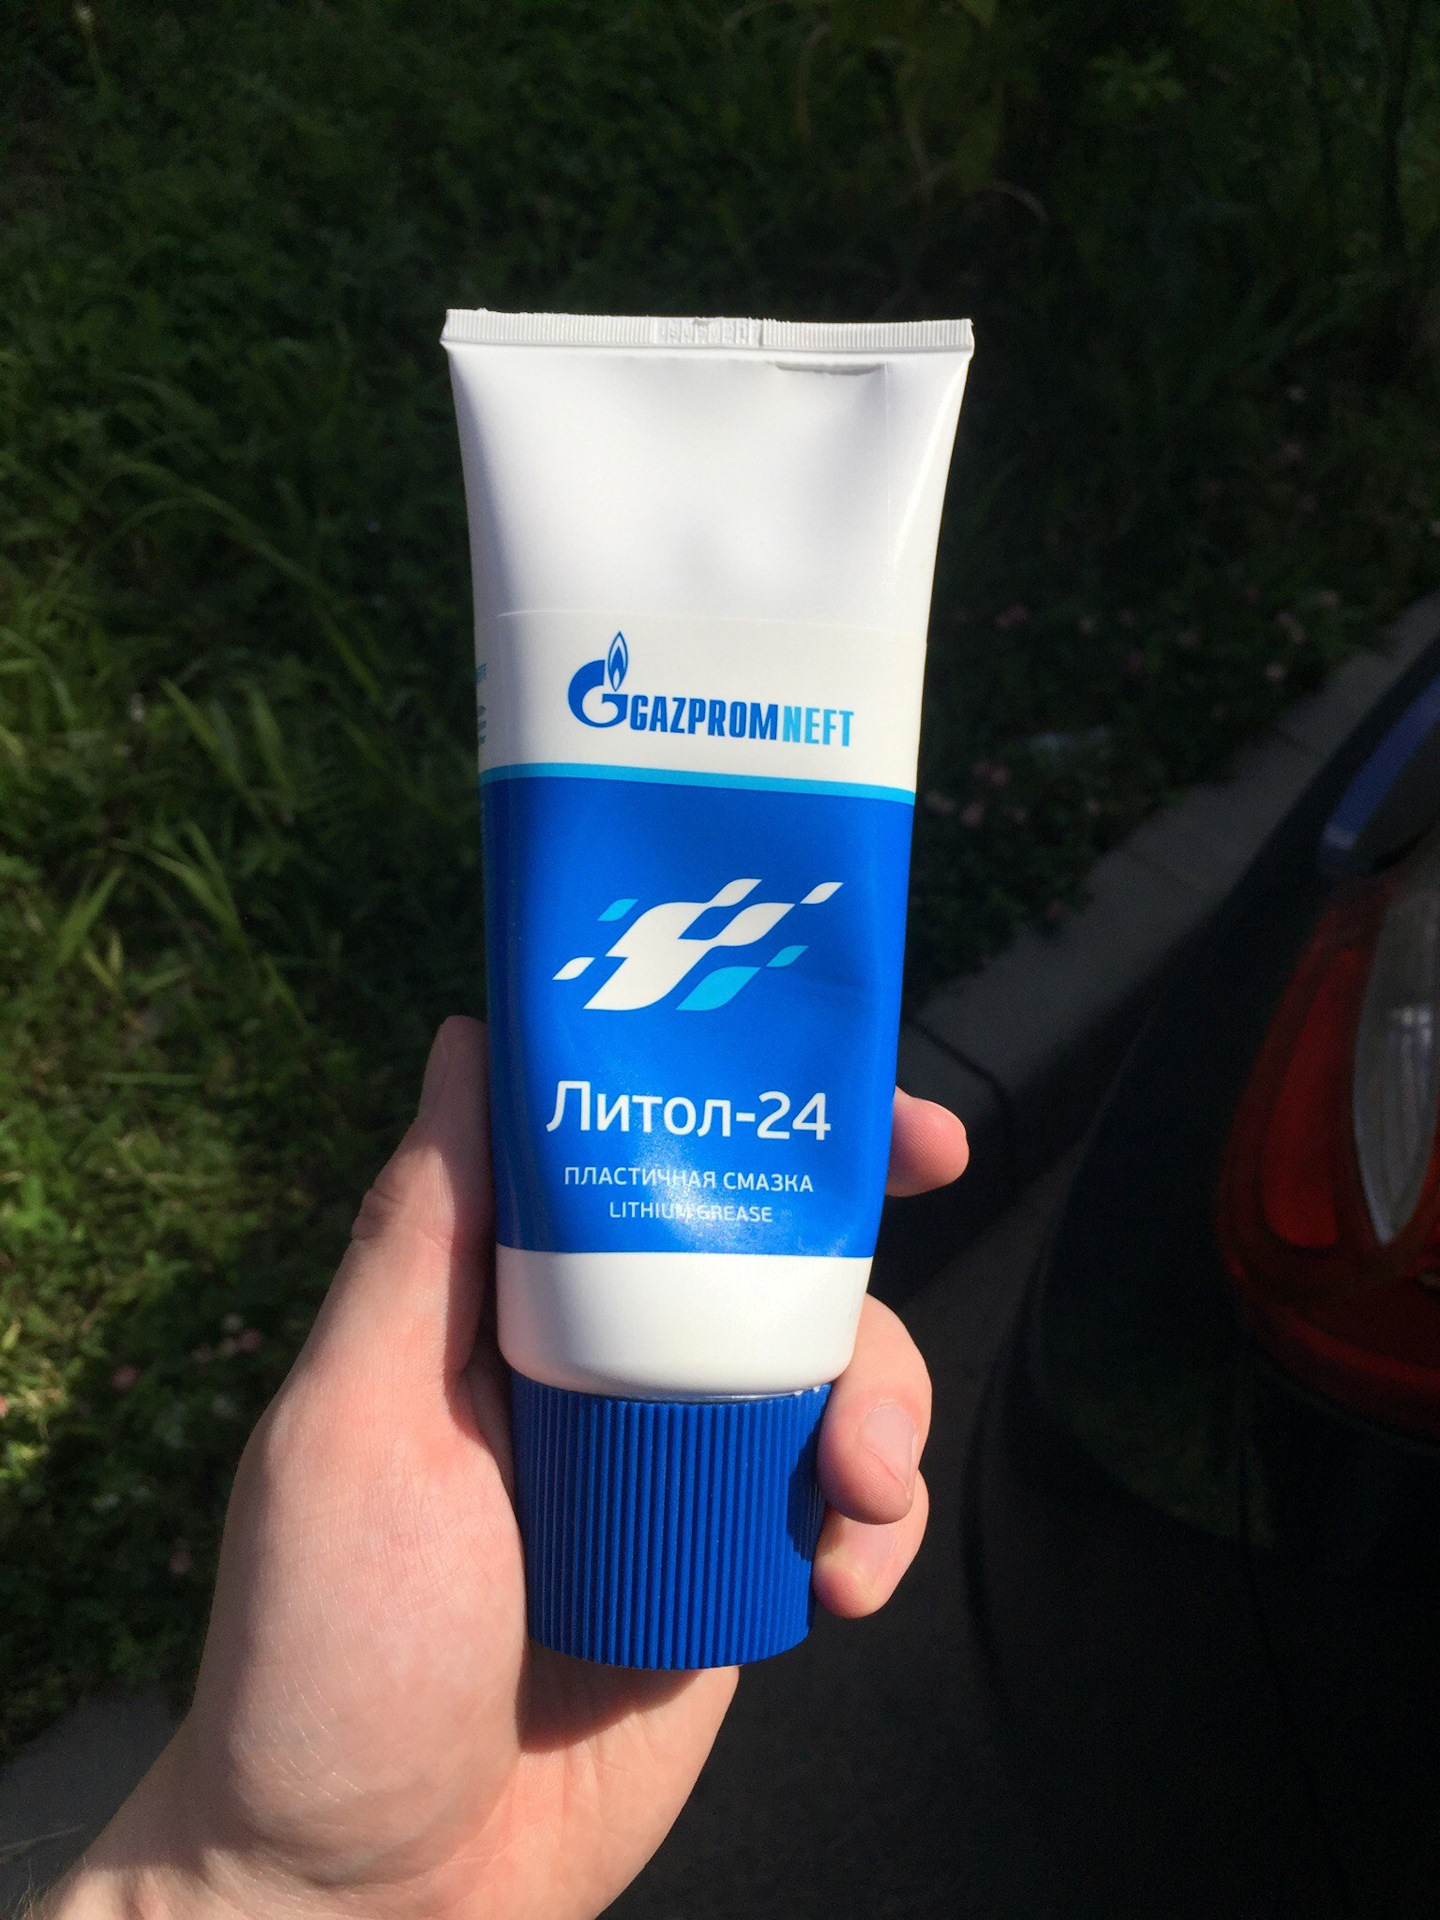 GAZPROMNEFT
Литол-24
ПЛАСТИЧНАЯ СМАЗКА
LITHIUM GREASE